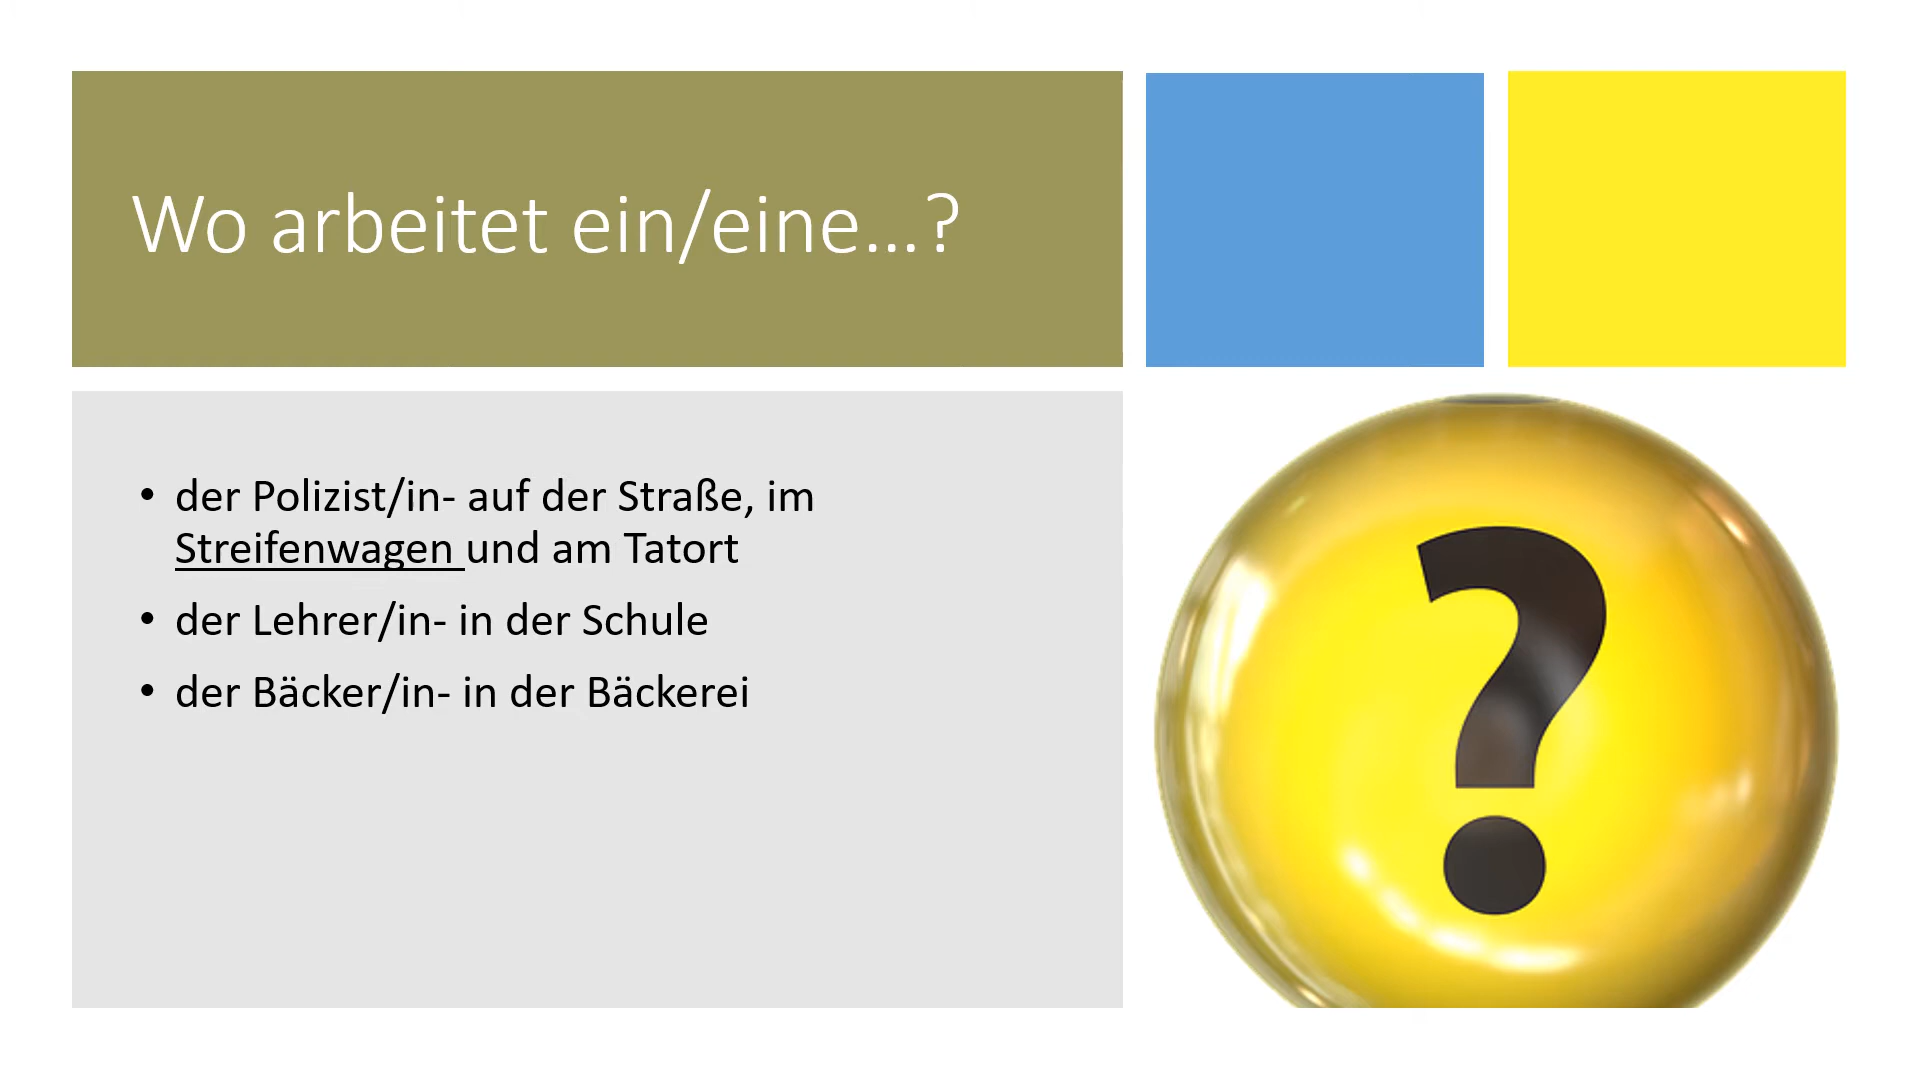 Wo arbeitet ein/eine...?
• der Polizist/in- auf der Straße, im
Streifenwagen und am Tatort
• der Lehrer/in- in der Schule
• der Bäcker/in- in der Bäckerei
?